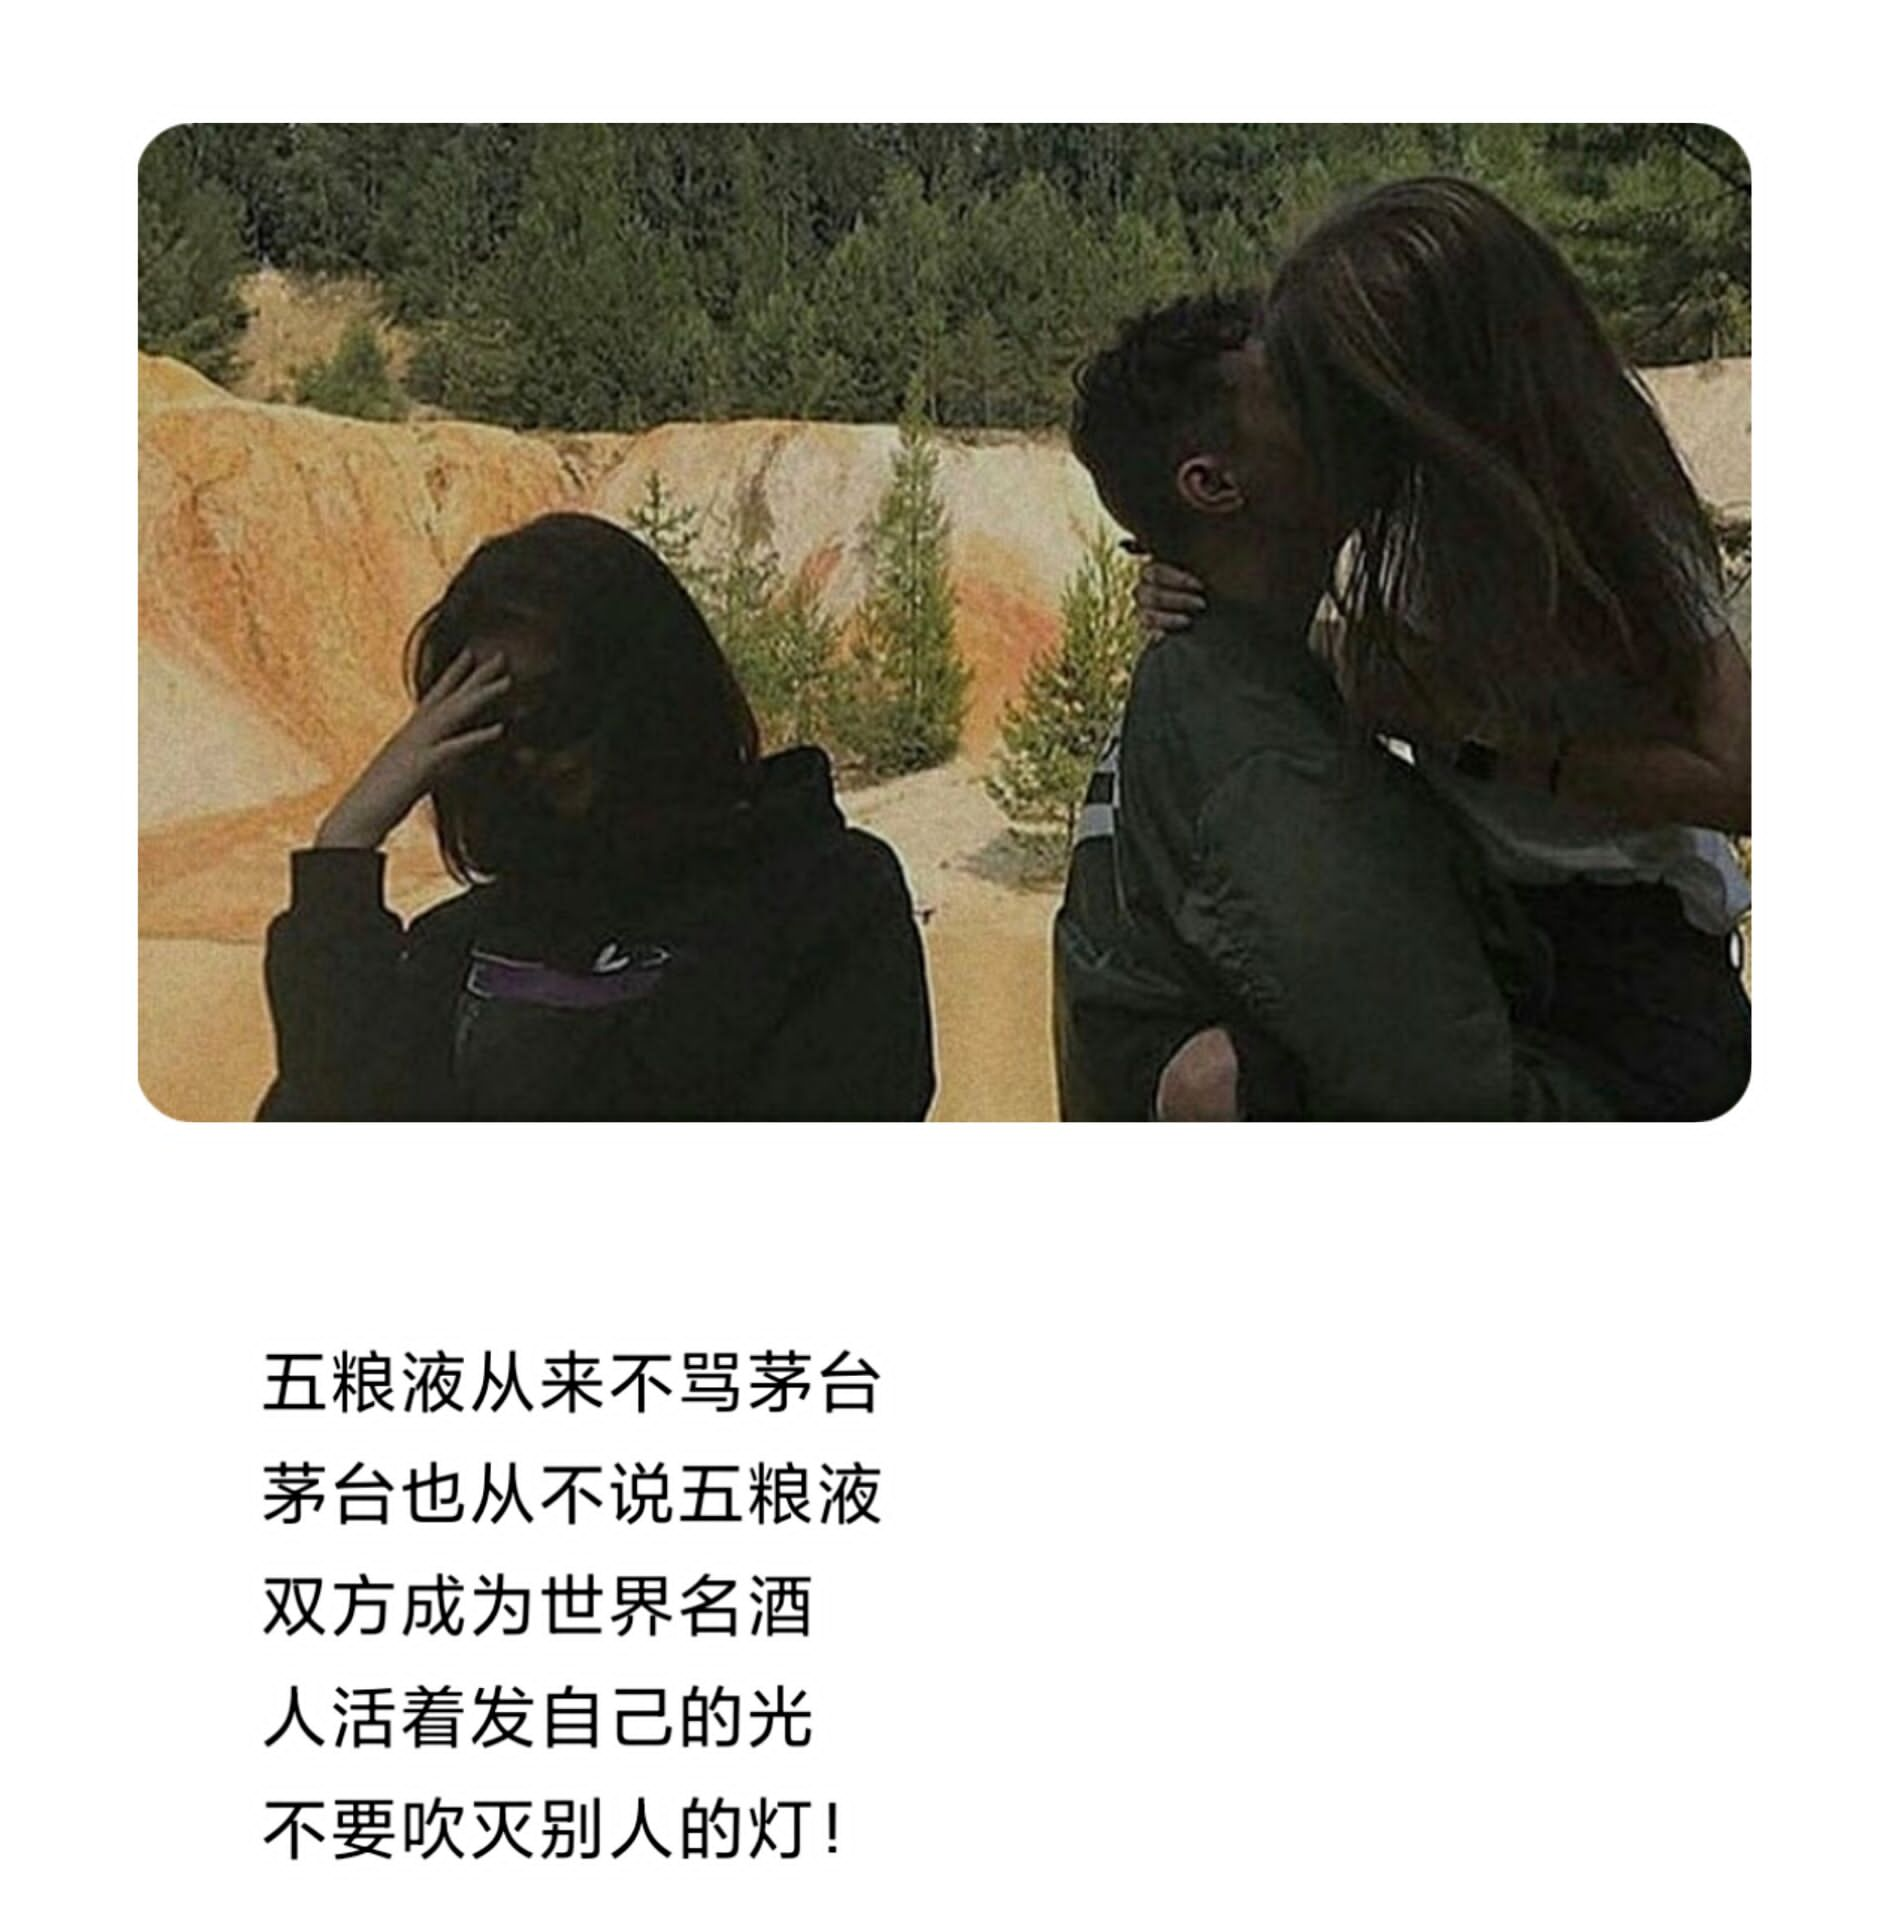 五粮液从来不骂茅台
茅台也从不说五粮液
双方成为世界名酒
人活着发自己的光
不要吹灭别人的灯！